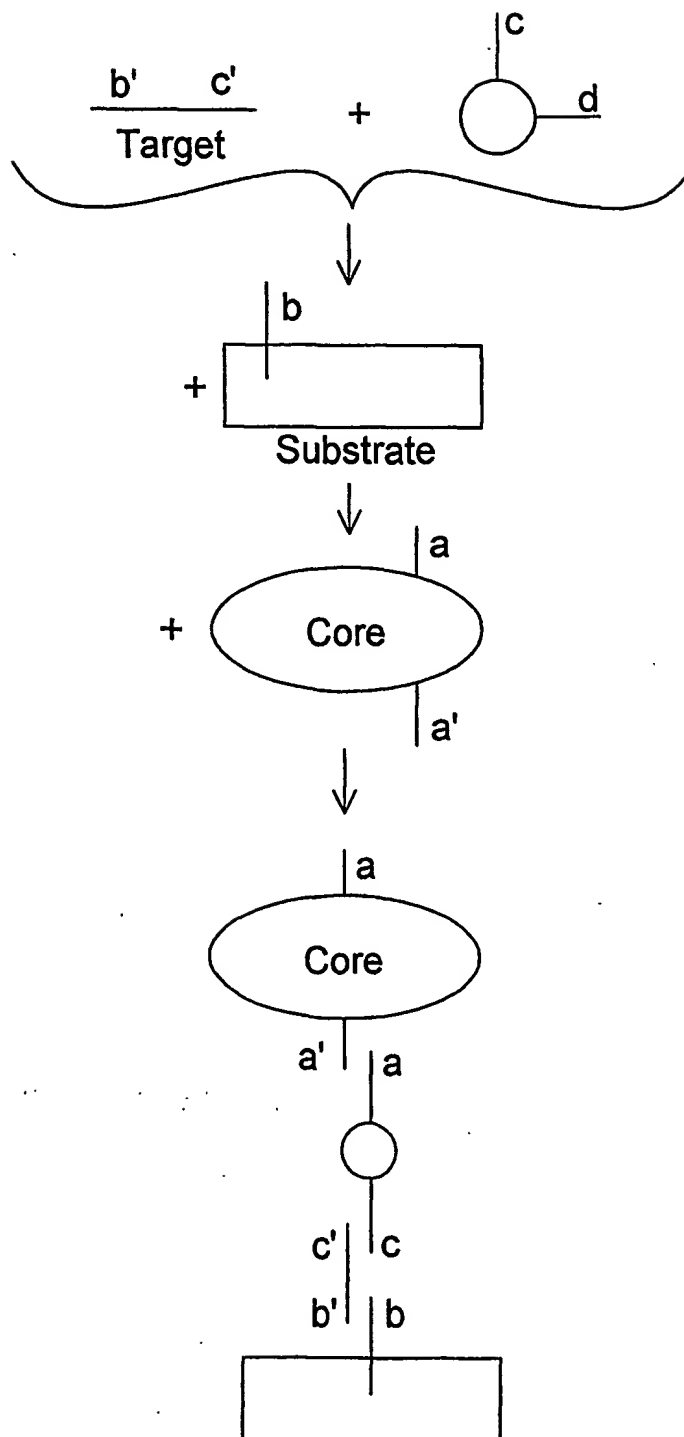 c
b' c'
+ d
Target
b
+
Substrate
a
+ Core
a'
a
Core
a' a
c' c
b' b